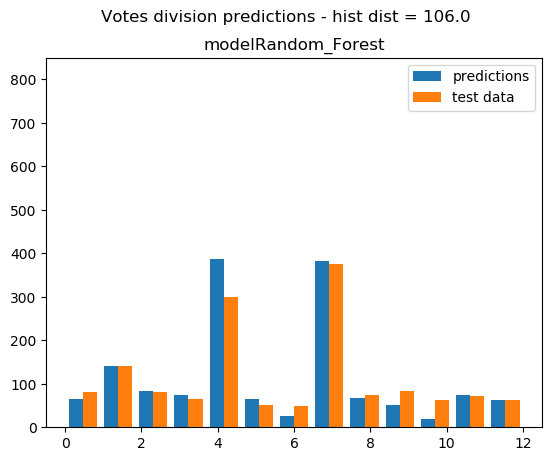 Votes division predictions - hist dist = 106.0
modelRandom_Forest
predictions
test data
800
700
600
500
400
300
200
100
0
0 2 4 6 8 10 12